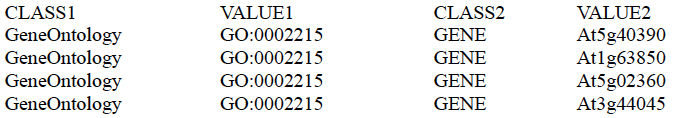 CLASS1 VALUE1 CLASS2 VALUE2
GeneOntology GO:0002215 GENE At5g40390
GeneOntology GO:0002215 GENE At1g63850
GeneOntology GO:0002215 GENE At5g02360
GeneOntology GO:0002215 GENE At3g44045